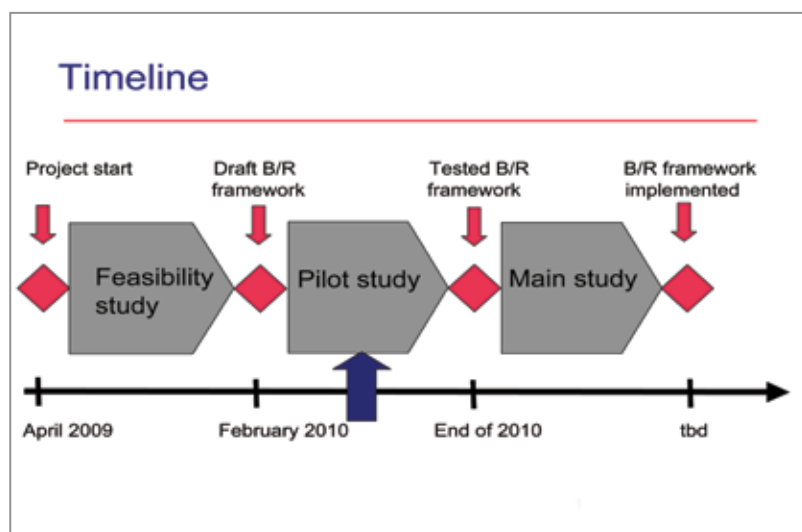 Timeline
Project start
Draft B/R
framework
Tested B/R
framework
B/R framework
implemented
Feasibility
study
Pilot study
Main study
April 2009
February 2010
End of 2010
tbd